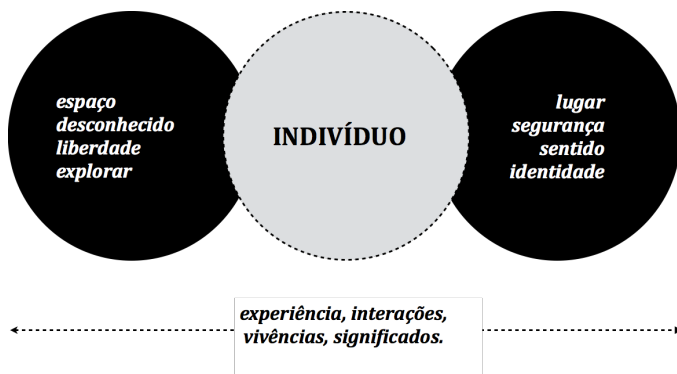 espaço
desconhecido
liberdade
explorar
INDIVÍDUO
lugar
segurança
sentido
identidade
experiência, interações,
vivências, significados.